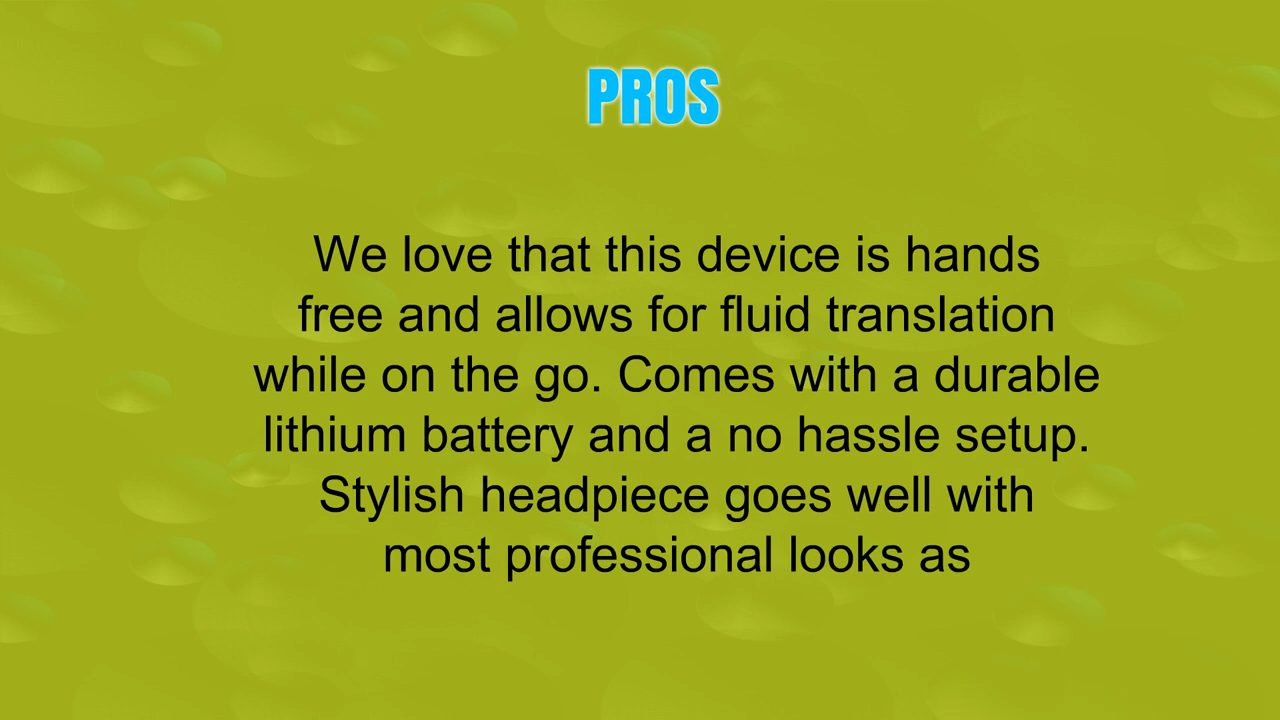 PROS
We love that this device is hands
free and allows for fluid translation
while on the go. Comes with a durable
lithium battery and a no hassle setup.
Stylish headpiece goes well with
most professional looks as